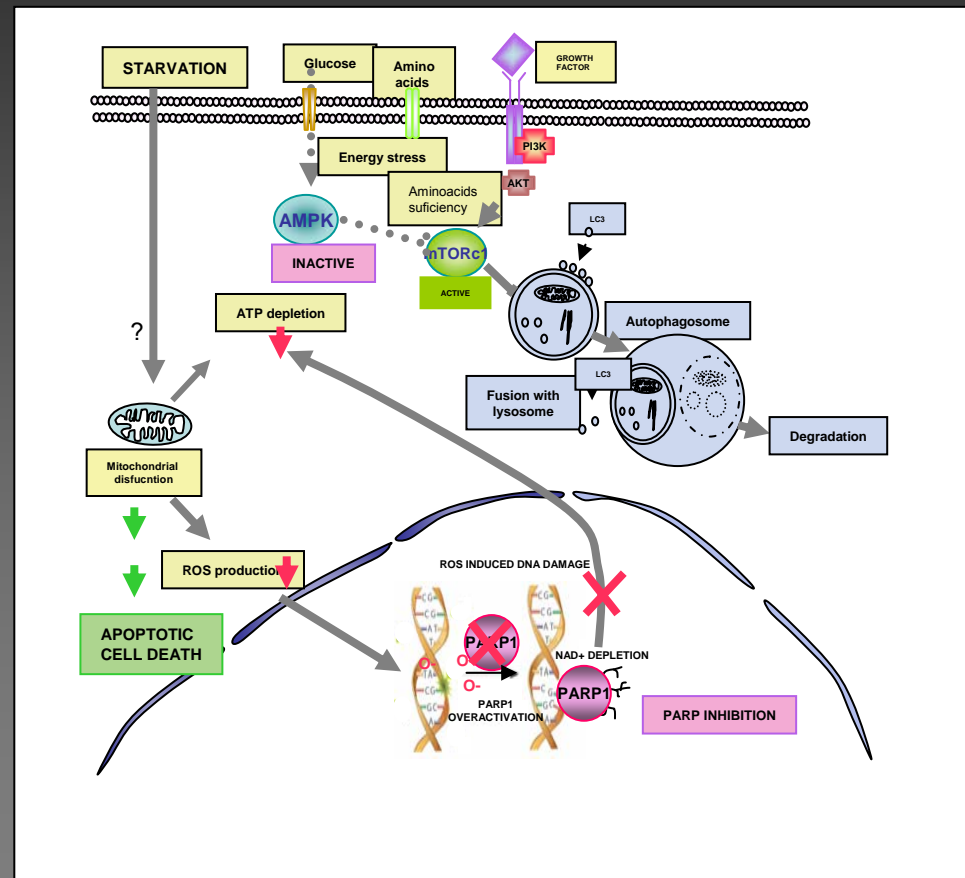 STARVATION
Glucose
Amino
acids
GROWTH
FACTOR
PI3K
Energy stress
AKT
Aminoacids
suficiency
LC3
AMPK
mTORc1
INACTIVE
ACTIVE
ATP depletion
?
Autophagosome
LC3
Fusion with
lysosome
Degradation
Mitochondrial
disfucntion
ROS production
ROS INDUCED DNA DAMAGE
APOPTOTIC
CELL DEATH
PARP1
O-
O-
O-
NAD+ DEPLETION
PARP1
PARP1
OVERACTIVATION
PARP INHIBITION